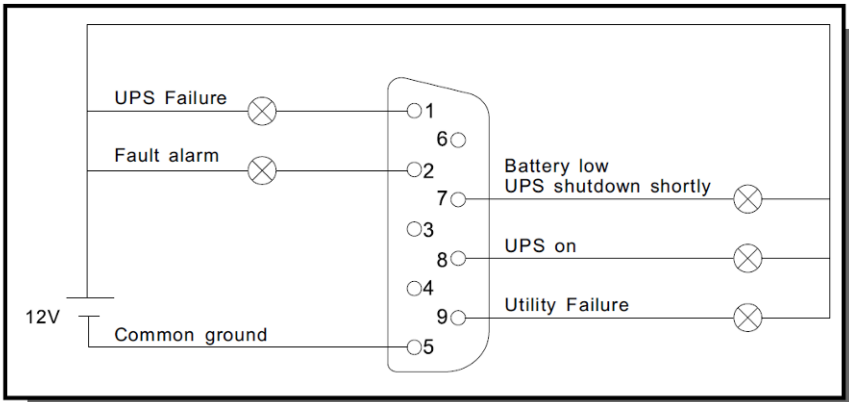 UPS Failure
1
6
Fault alarm
2
Battery low
UPS shutdown shortly
7
3
UPS on
8
4
Utility Failure
9
12V
Common ground
5